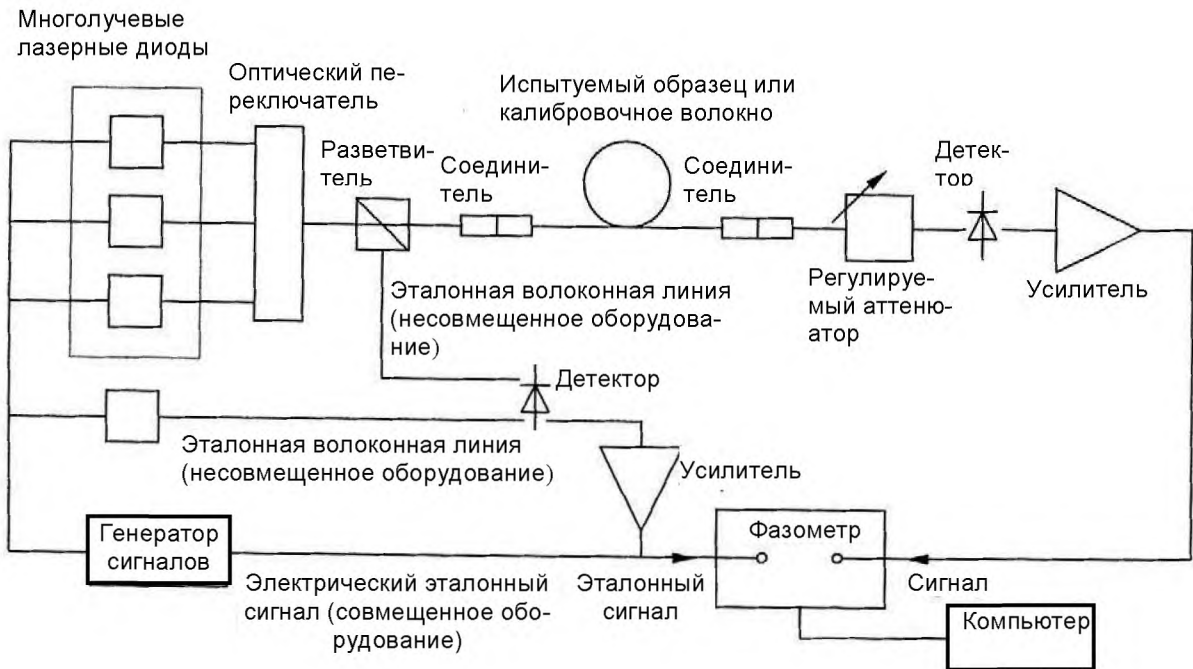 Многолучевые
лазерные диоды
Оптический пе-
реключатель
Разветви-
тель
Соедини-
тель
Испытуемый образец или
калибровочное волокно
Соедини-
тель
Детек-
тор
Регулируе-
мый аттеню-
атор
Усилитель
Эталонная волоконная линия
(несовмещенное оборудова-
ние)
Детектор
Эталонная волоконная линия
(несовмещенное оборудование)
Усилитель
Генератор
сигналов
Фазометр
Электрический эталонный
сигнал (совмещенное обо-
рудование)
Эталонный
сигнал
Сигнал
Компьютер